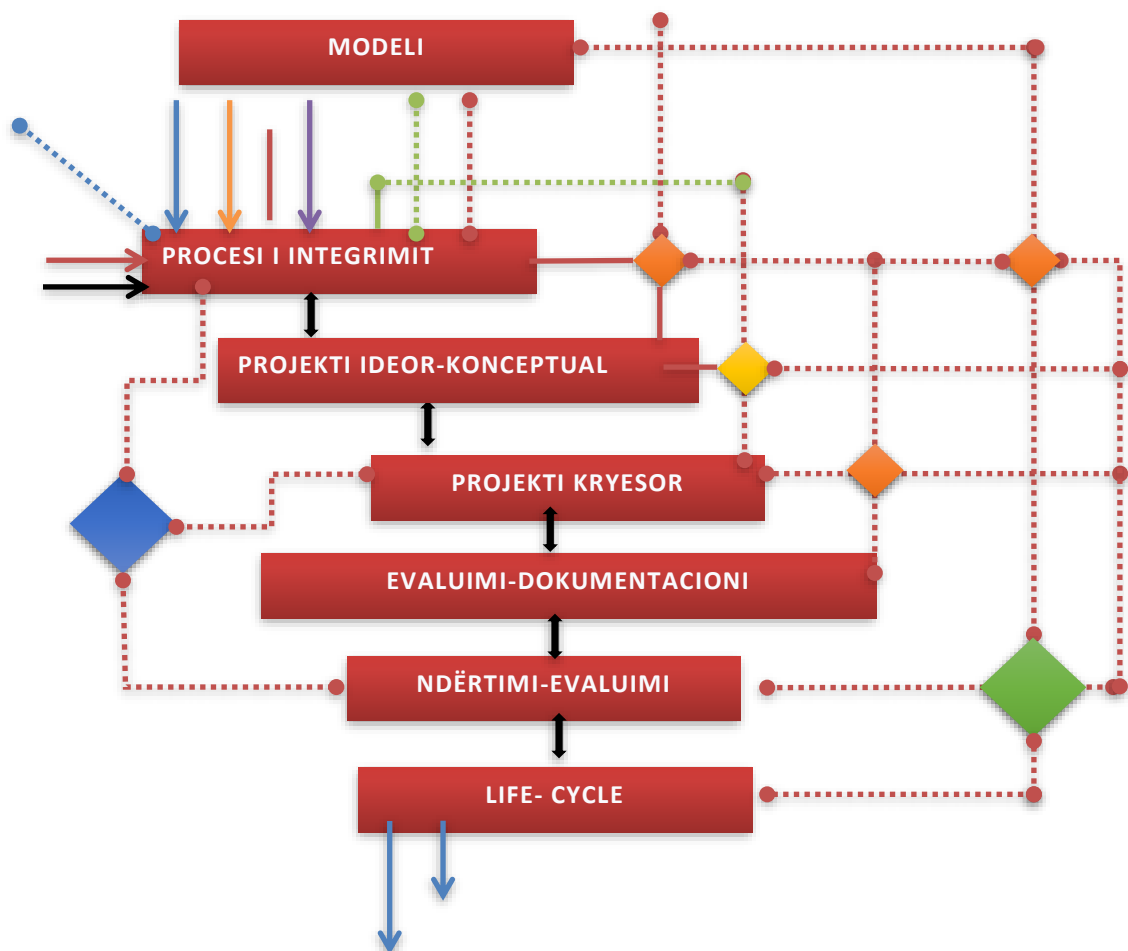 MODELI
PROCESI I INTEGRIMIT
PROJEKTI IDEOR-KONCEPTUAL
PROJEKTI KRYESOR
EVALUIMI-DOKUMENTACIONI
NDËRTIMI-EVALUIMI
LIFE- CYCLE